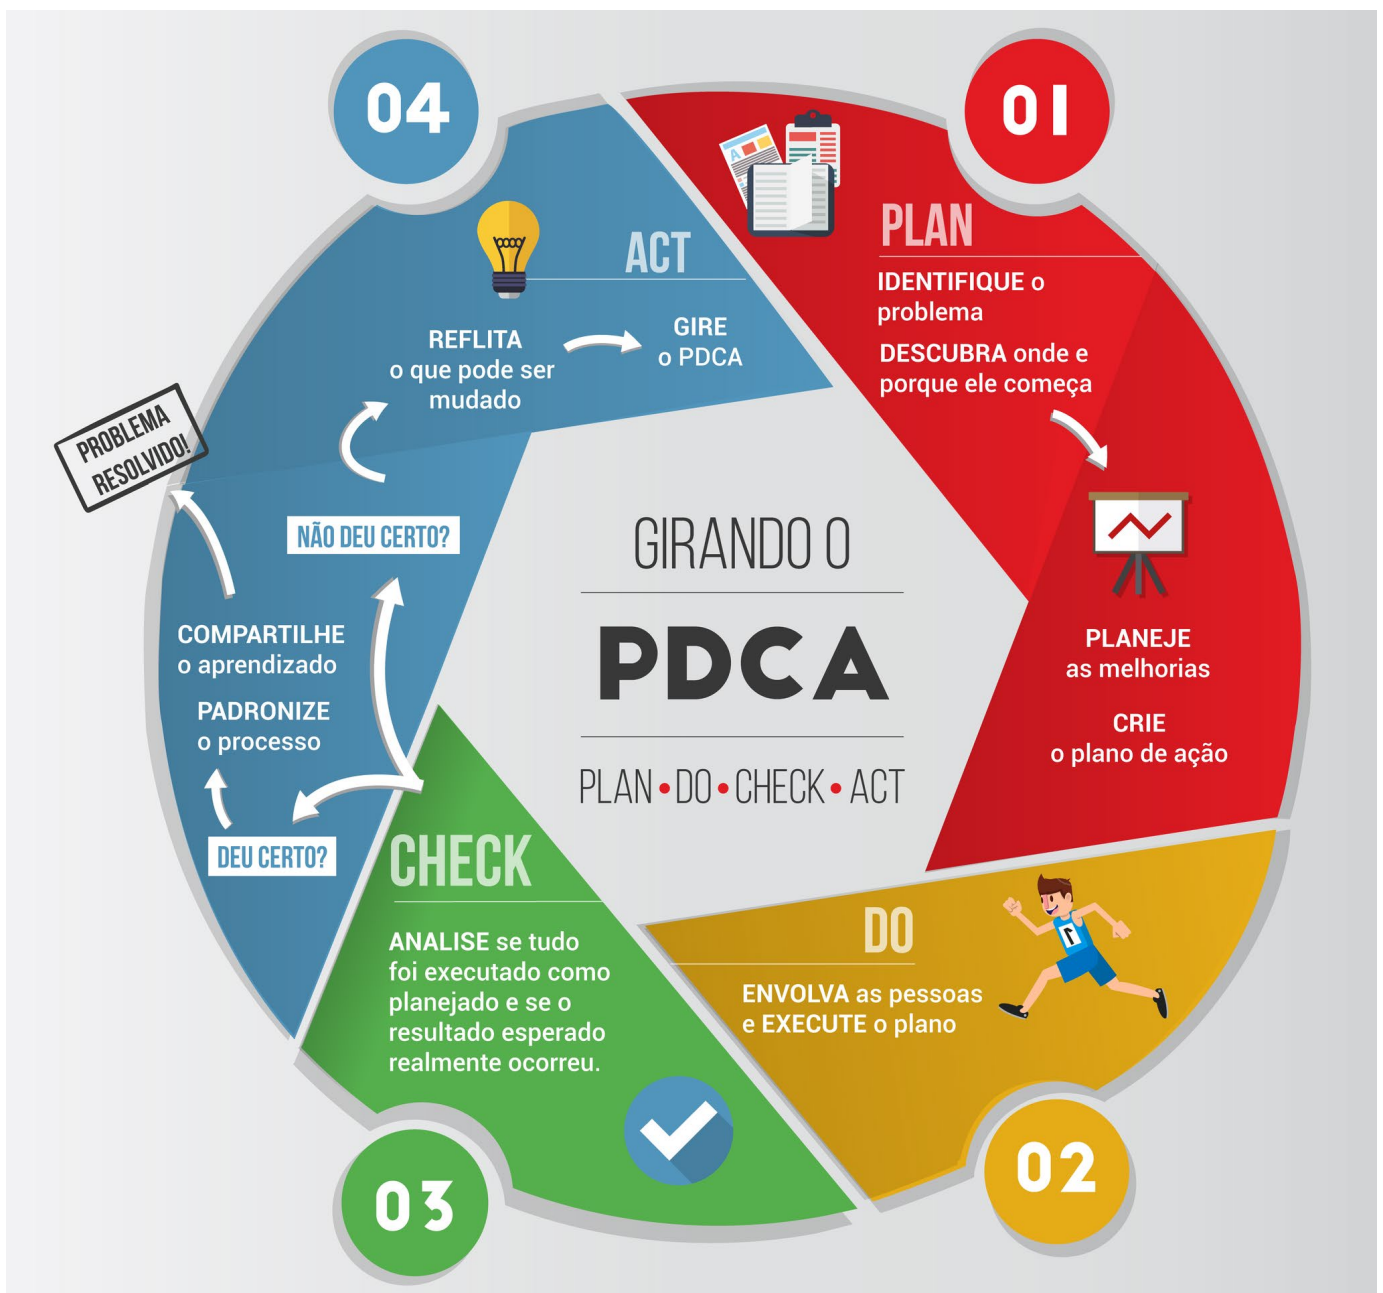 GIRANDO O
PDCA
PLAN • DO • CHECK • ACT
01
PLAN
IDENTIFIQUE o
problema
DESCUBRA onde e
porque ele começa
PLANEJE
as melhorias
CRIE
o plano de ação
02
DO
1
ENVOLVA as pessoas
e EXECUTE o plano
03
CHECK
ANALISE se tudo
foi executado como
planejado e se o
resultado esperado
realmente ocorreu.
04
ACT
DEU CERTO?
PADRONIZE
o processo
COMPARTILHE
o aprendizado
PROBLEMA
RESOLVIDO!
NÃO DEU CERTO?
REFLITA
o que pode ser
mudado
GIRE
o PDCA
A